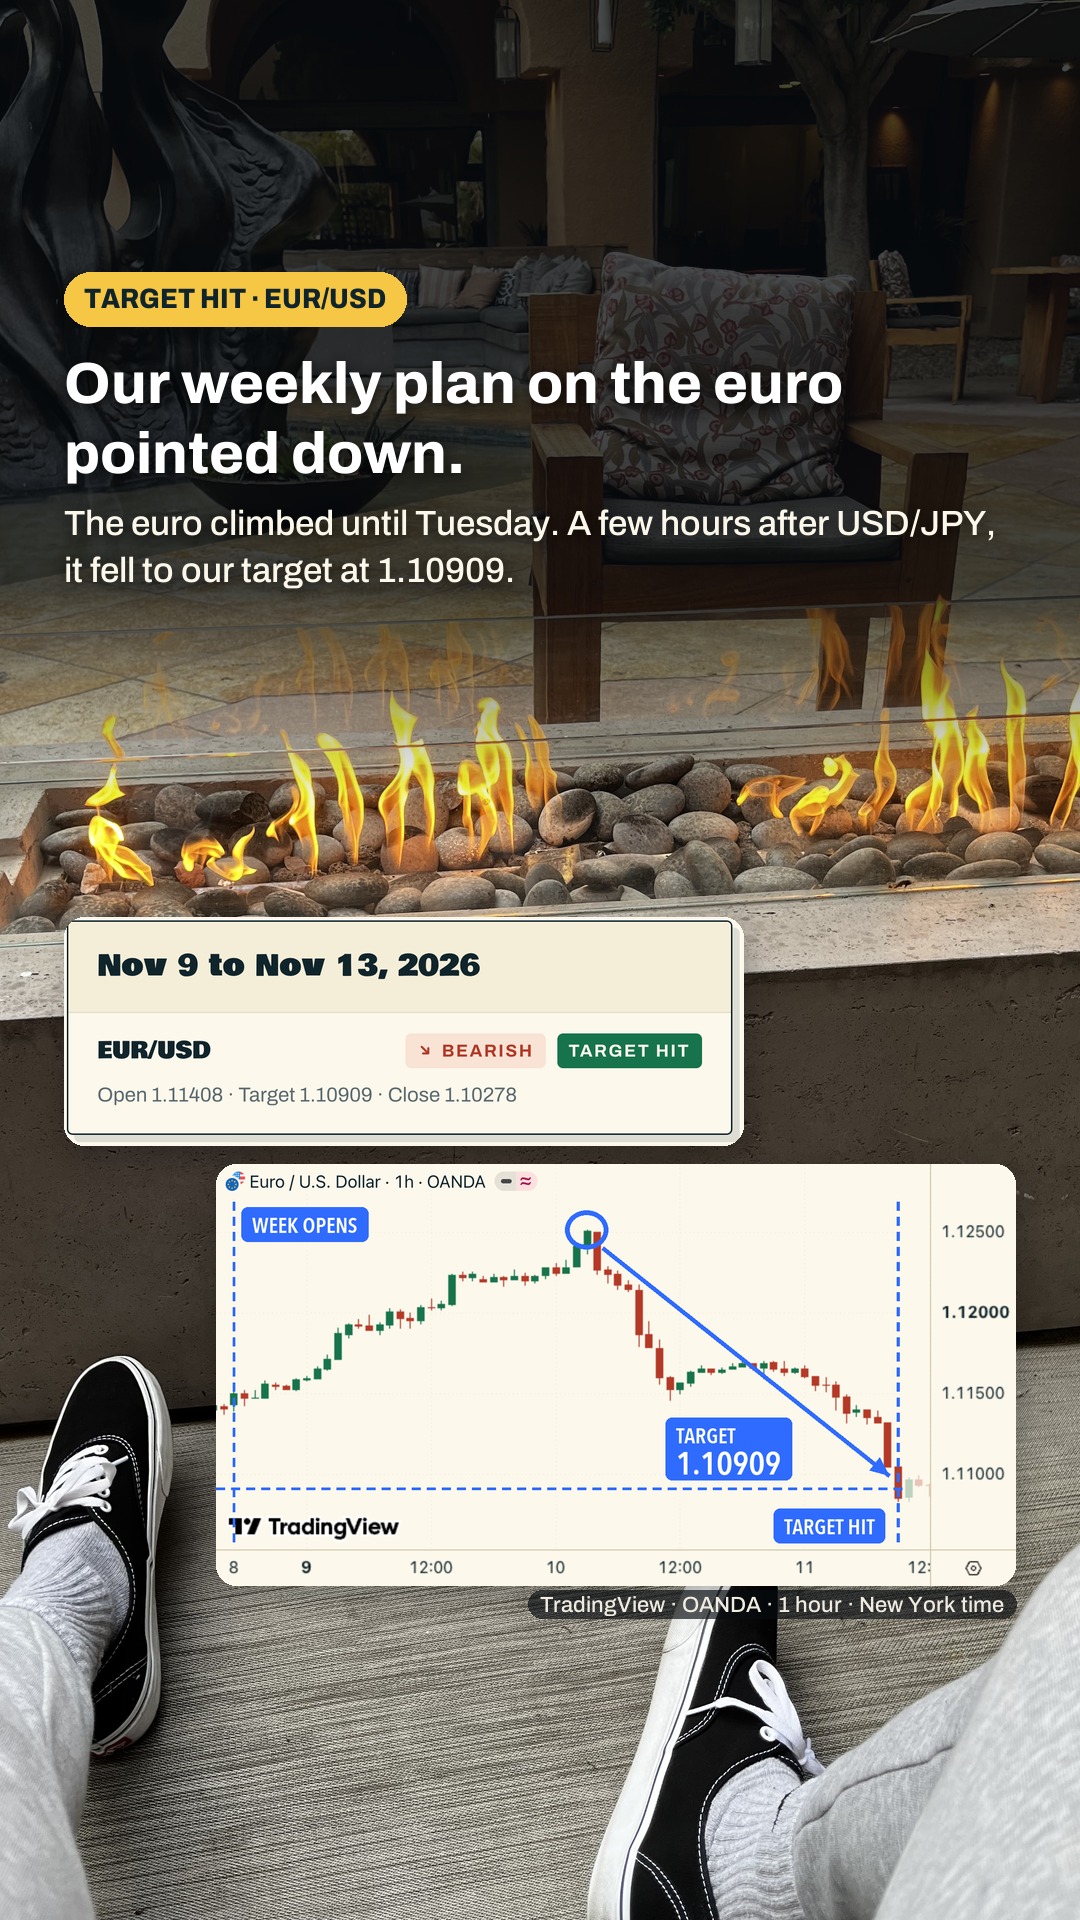 TARGET HIT · EUR/USD
Our weekly plan on the euro
pointed down.
The euro climbed until Tuesday. A few hours after USD/JPY,
it fell to our target at 1.10909.
Nov 9 to Nov 13, 2026
EUR/USD
↘ BEARISH
TARGET HIT
Open 1.11408 · Target 1.10909 · Close 1.10278
Euro / U.S. Dollar · 1h · OANDA
WEEK OPENS
1.12500
1.12000
1.11500
1.11000
TARGET
1.10909
TARGET HIT
TradingView
8 9 12:00 10 12:00 11 12:
TradingView · OANDA · 1 hour · New York time